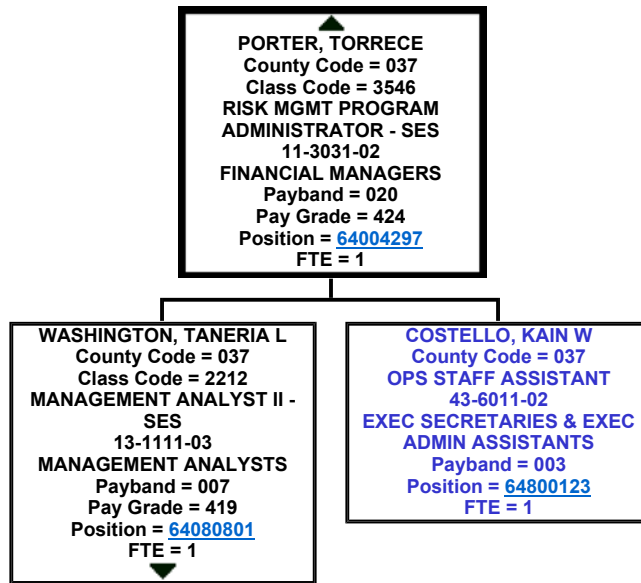 PORTER, TORRECE
County Code = 037
Class Code = 3546
RISK MGMT PROGRAM
ADMINISTRATOR - SES
11-3031-02
FINANCIAL MANAGERS
Payband = 020
Pay Grade = 424
Position = 64004297
FTE = 1
WASHINGTON, TANERIA L
County Code = 037
Class Code = 2212
MANAGEMENT ANALYST II -
SES
13-1111-03
MANAGEMENT ANALYSTS
Payband = 007
Pay Grade = 419
Position = 64080801
FTE = 1
COSTELLO, KAIN W
County Code = 037
OPS STAFF ASSISTANT
43-6011-02
EXEC SECRETARIES & EXEC
ADMIN ASSISTANTS
Payband = 003
Position = 64800123
FTE = 1